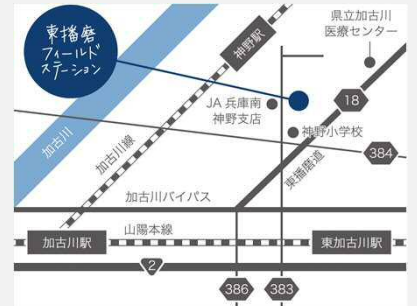 東播磨
フィールド
ステーション
神野駅
県立加古川
医療センター
JA 兵庫南
神野支店
18
神野小学校
384
加古川
加古川線
東播磨道
加古川バイパス
山陽本線
加古川駅
東加古川駅
2
386
383